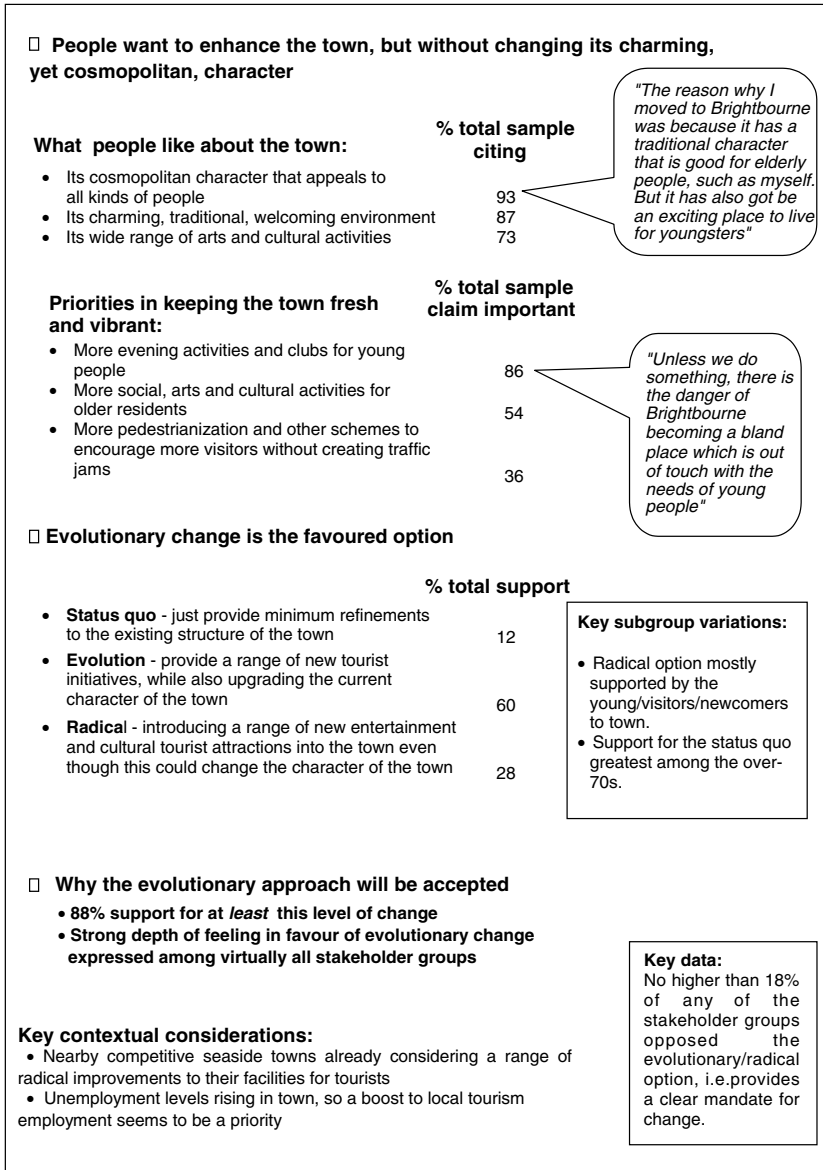 People want to enhance the town, but without changing its charming,
yet cosmopolitan, character
What people like about the town:
% total sample
citing
• Its cosmopolitan character that appeals to
all kinds of people 93
• Its charming, traditional, welcoming environment 87
• Its wide range of arts and cultural activities 73
"The reason why I
moved to Brightbourne
was because it has a
traditional character
that is good for elderly
people, such as myself.
But it has also got be
an exciting place to live
for youngsters"
Priorities in keeping the town fresh
and vibrant:
% total sample
claim important
• More evening activities and clubs for young
people 86
• More social, arts and cultural activities for
older residents 54
• More pedestrianization and other schemes to
encourage more visitors without creating traffic
jams 36
"Unless we do
something, there is
the danger of
Brightbourne
becoming a bland
place which is out
of touch with the
needs of young
people"
Evolutionary change is the favoured option
% total support
• Status quo - just provide minimum refinements
to the existing structure of the town 12
• Evolution - provide a range of new tourist
initiatives, while also upgrading the current
character of the town 60
• Radical - introducing a range of new entertainment
and cultural tourist attractions into the town even
though this could change the character of the town 28
Key subgroup variations:
• Radical option mostly
supported by the
young/visitors/newcomers
to town.
• Support for the status quo
greatest among the over-
70s.
Why the evolutionary approach will be accepted
• 88% support for at least this level of change
• Strong depth of feeling in favour of evolutionary change
expressed among virtually all stakeholder groups
Key data:
No higher than 18%
of any of the
stakeholder groups
opposed the
evolutionary/radical
option, i.e.provides
a clear mandate for
change.
Key contextual considerations:
• Nearby competitive seaside towns already considering a range of
radical improvements to their facilities for tourists
• Unemployment levels rising in town, so a boost to local tourism
employment seems to be a priority